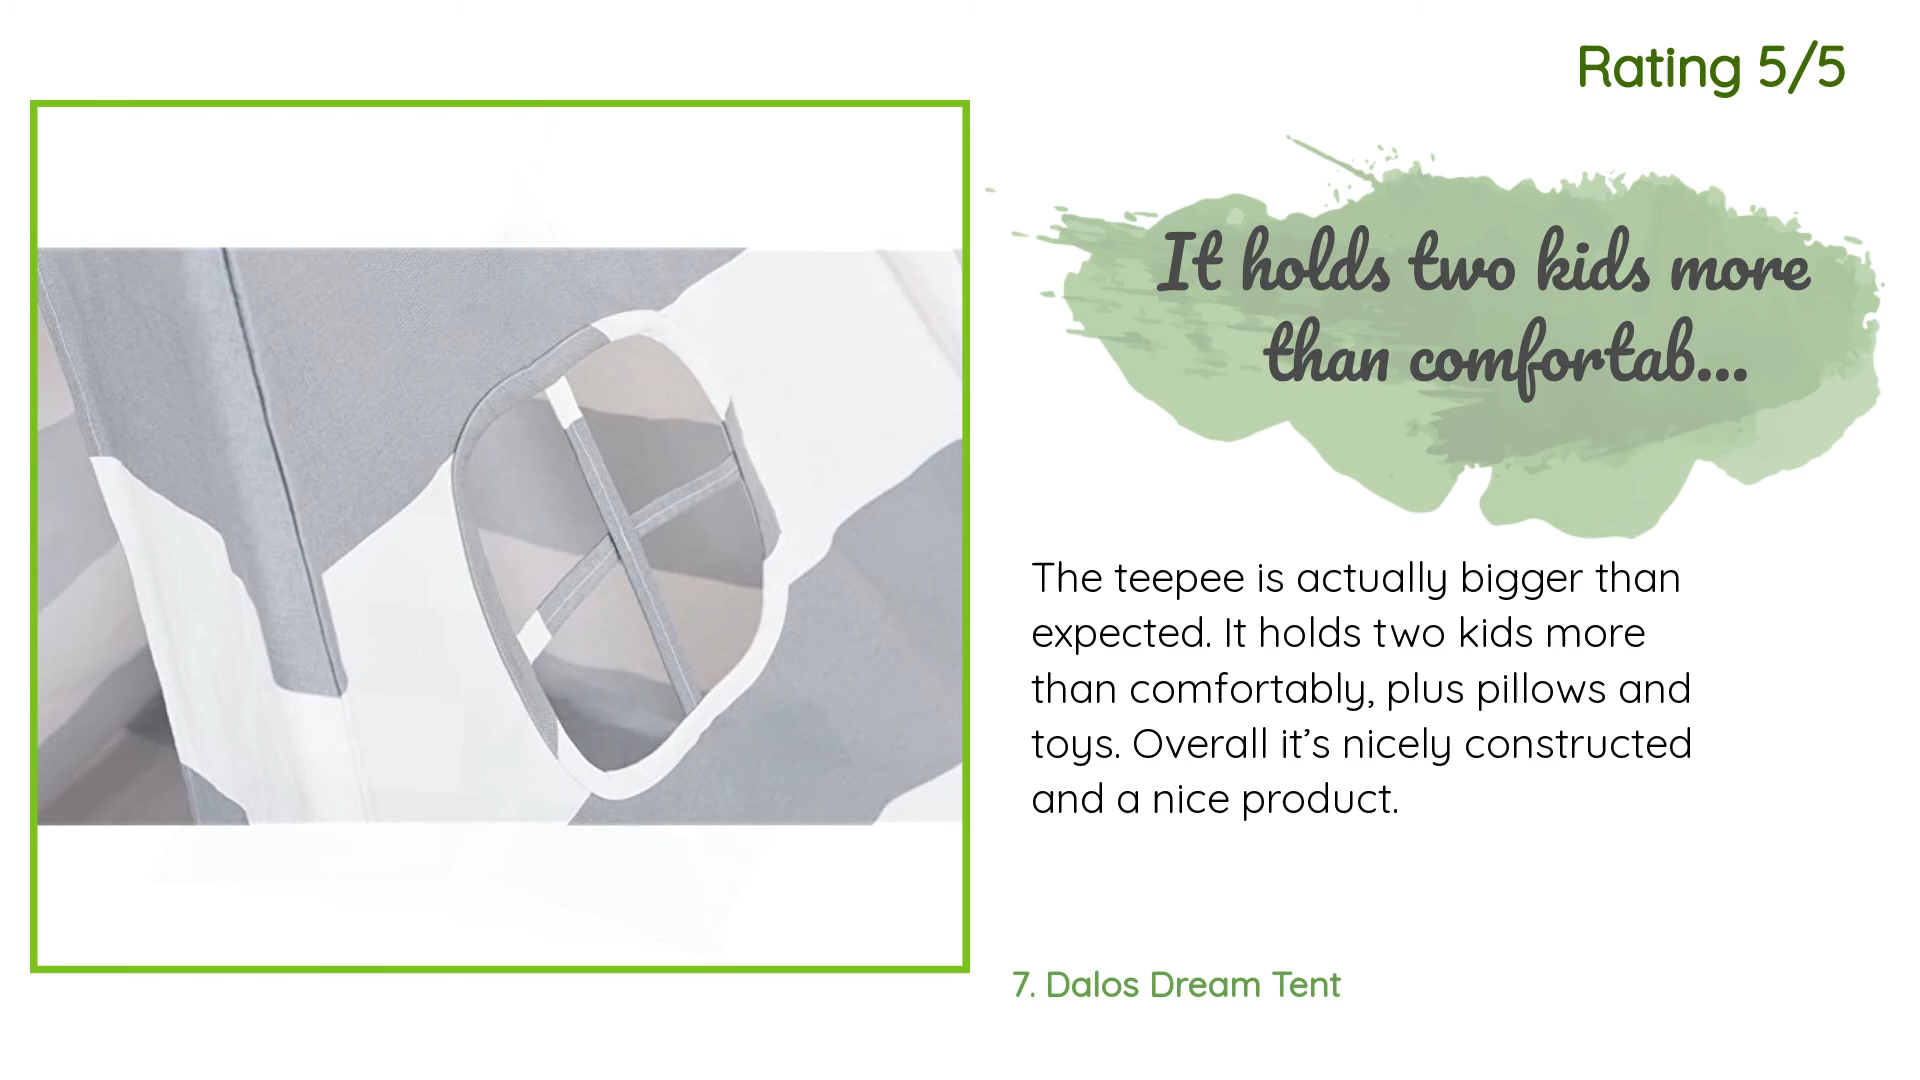 Rating 5/5
It holds two kids more
than comfortab...
The teepee is actually bigger than
expected. It holds two kids more
than comfortably, plus pillows and
toys. Overall it’s nicely constructed
and a nice product.
7. Dalos Dream Tent